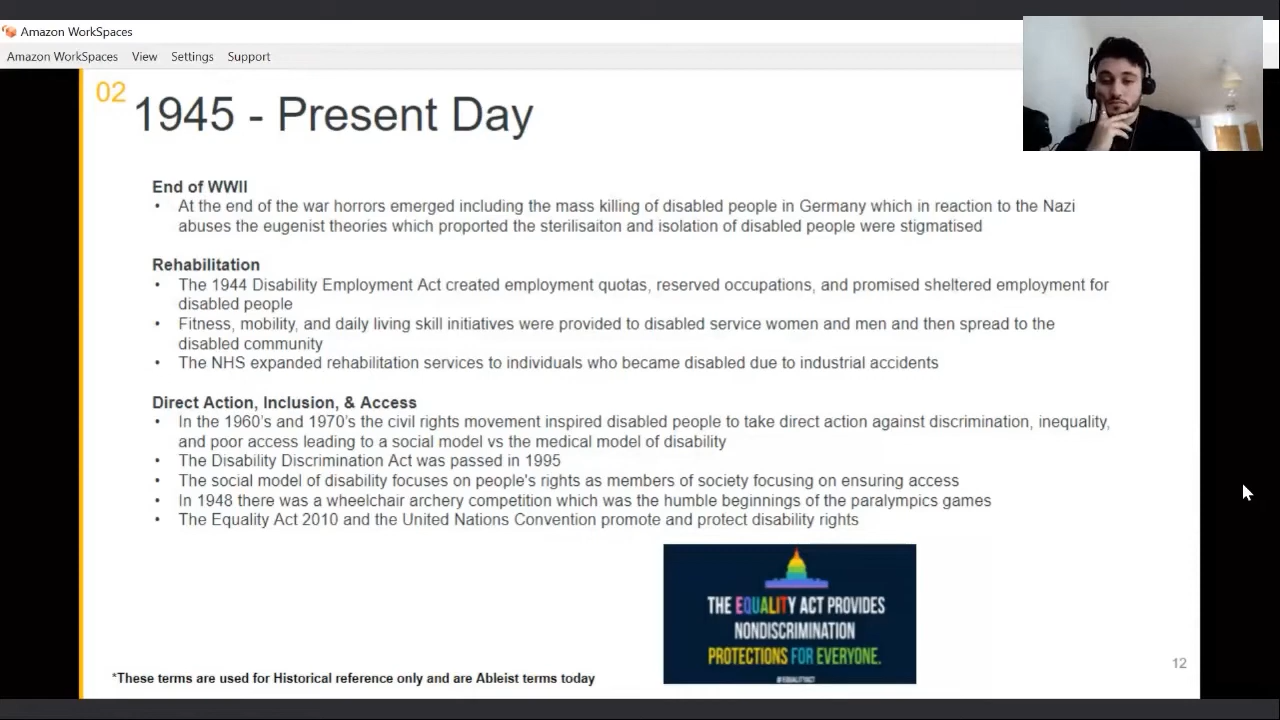 Amazon WorkSpaces
Amazon WorkSpaces View Settings Support
02
1945 - Present Day
End of WWII
• At the end of the war horrors emerged including the mass killing of disabled people in Germany which in reaction to the Nazi
abuses the eugenist theories which proported the sterilisaiton and isolation of disabled people were stigmatised
Rehabilitation
• The 1944 Disability Employment Act created employment quotas, reserved occupations, and promised sheltered employment for
disabled people
• Fitness, mobility, and daily living skill initiatives were provided to disabled service women and men and then spread to the
disabled community
• The NHS expanded rehabilitation services to individuals who became disabled due to industrial accidents
Direct Action, Inclusion, & Access
• In the 1960's and 1970's the civil rights movement inspired disabled people to take direct action against discrimination, inequality,
and poor access leading to a social model vs the medical model of disability
• The Disability Discrimination Act was passed in 1995
• The social model of disability focuses on people's rights as members of society focusing on ensuring access
• In 1948 there was a wheelchair archery competition which was the humble beginnings of the paralympics games
• The Equality Act 2010 and the United Nations Convention promote and protect disability rights
THE EQUALITY ACT PROVIDES
NONDISCRIMINATION
PROTECTIONS FOR EVERYONE.
#EQUALITYACT
12
*These terms are used for Historical reference only and are Ableist terms today